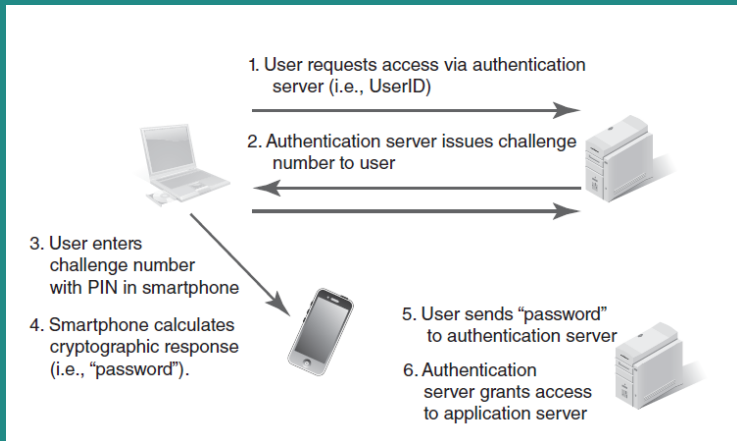 1. User requests access via authentication
server (i.e., UserID)
2. Authentication server issues challenge
number to user
3. User enters
challenge number
with PIN in smartphone
4. Smartphone calculates
cryptographic response
(i.e., “password”).
5. User sends “password”
to authentication server
6. Authentication
server grants access
to application server